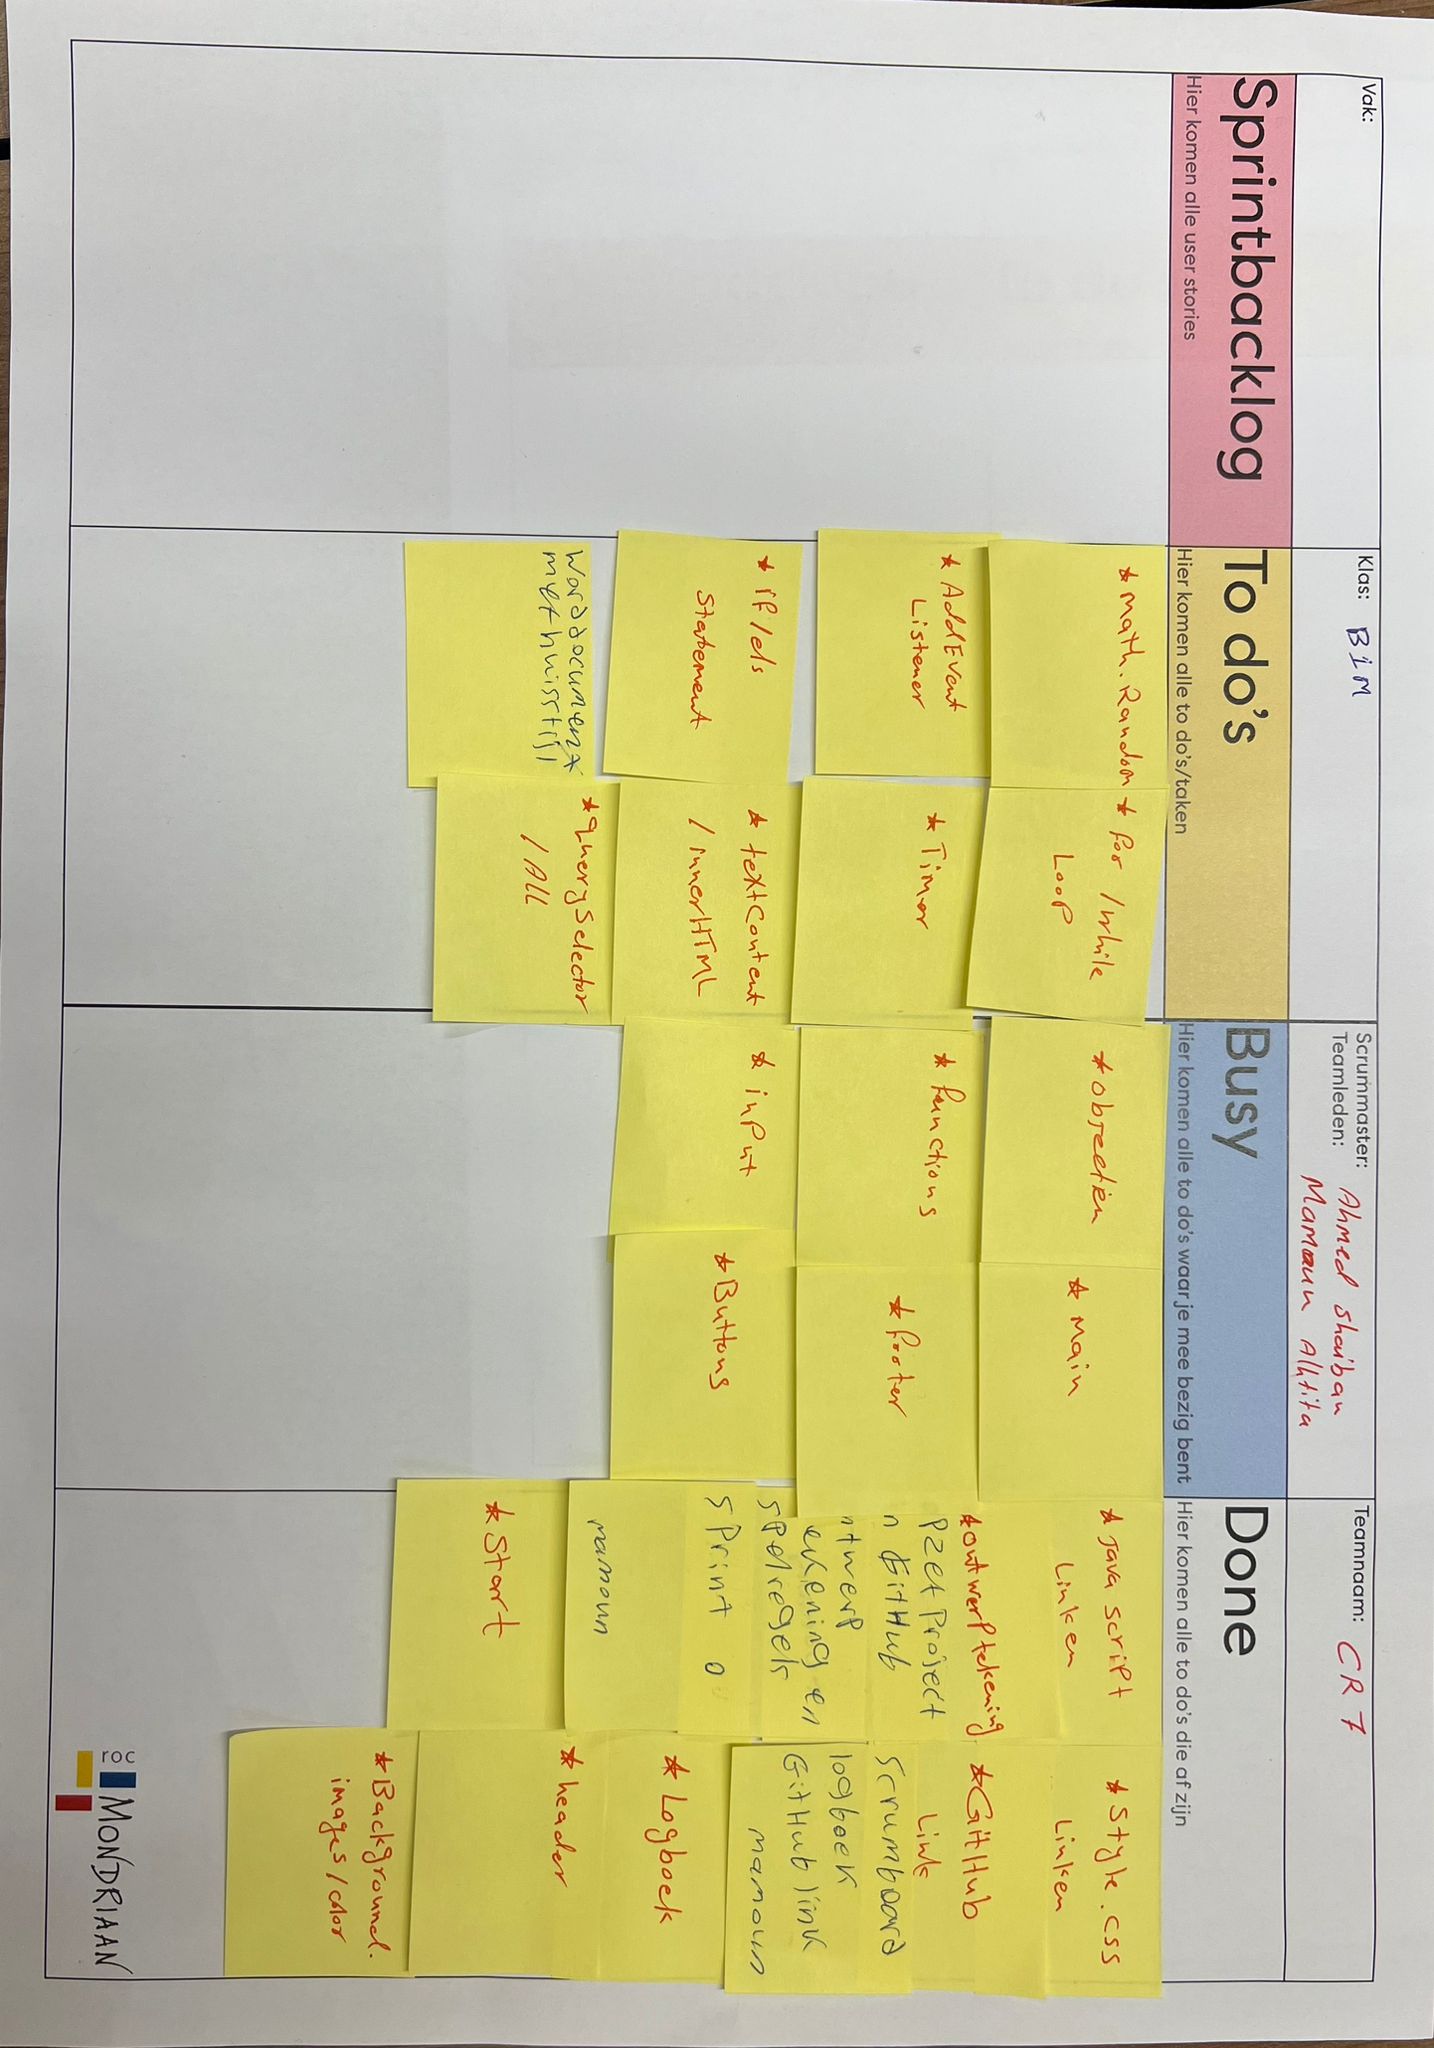 Vak:
Klas: B1M
Scrummaster: Ahmed shaiban
Teamleden: Mamoun Alhtita
Teamnaam: CR7
Sprintbacklog
Hier komen alle user stories
To do's
Hier komen alle to do's/taken
* Math.Random
* for /while
Loop
* AddEvent
Listener
* Timer
* if/els
Statement
* textContent
/innerHTML
Worddocument
met huisstijl
* querySelector
/ALL
Busy
Hier komen alle to do's waar je mee bezig bent
* objecten
* Main
* functions
* footer
* input
* Buttons
Done
Hier komen alle to do's die af zijn
* java script
Linken
* Style.css
Linken
* ontwerptekening
* GitHub
Link
pzet Project
n GitHub
ntwerp
ekening en
spelregels
Sprint 0
mamoun
scrumboard
logboek
GitHub link
mamoun
* Start
* Logboek
* header
* Background.
images/color
roc
MONDRIAAN